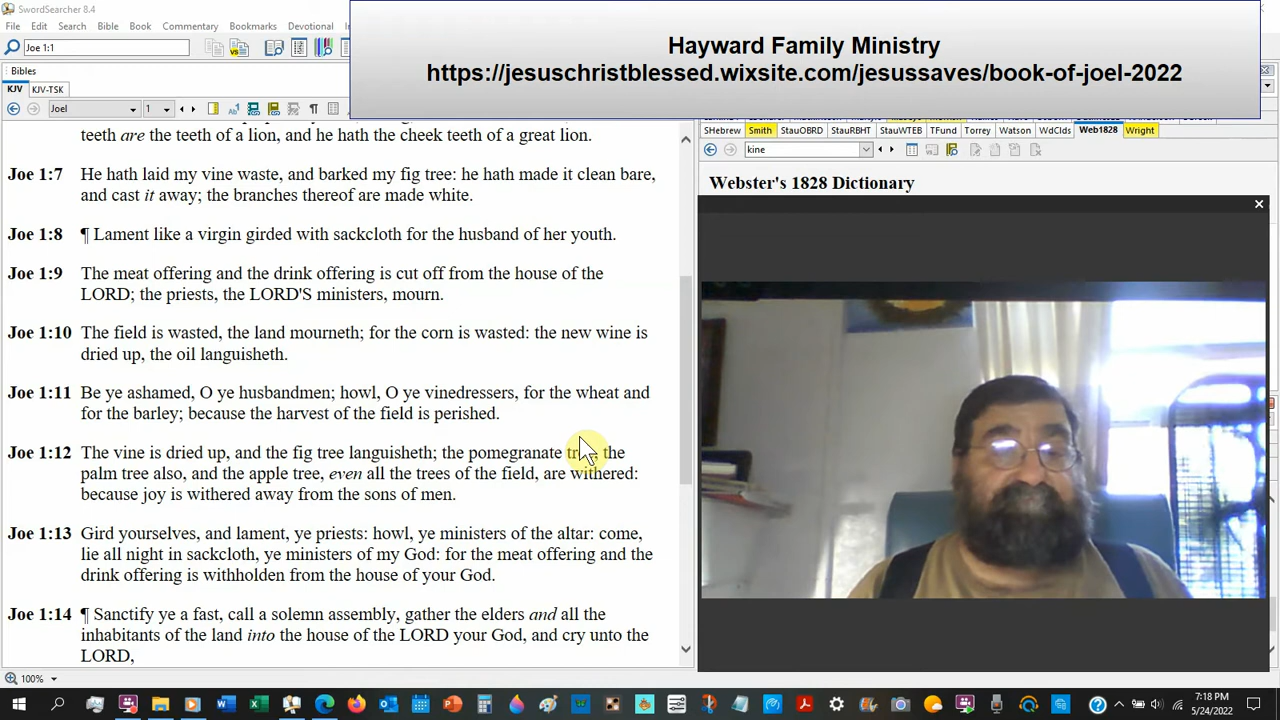 SwordSearcher 8.4
File Edit Search Bible Book Commentary Bookmarks Devotional
Hayward Family Ministry
https://jesuschristblessed.wixsite.com/jesussaves/book-of-joel-2022
Joe 1:1
Bibles
KJV KJV-TSK
Joel 1
teeth are the teeth of a lion, and he hath the cheek teeth of a great lion.
Joe 1:7 He hath laid my vine waste, and barked my fig tree: he hath made it clean bare,
and cast it away; the branches thereof are made white.
Joe 1:8 ¶ Lament like a virgin girded with sackcloth for the husband of her youth.
Joe 1:9 The meat offering and the drink offering is cut off from the house of the
LORD; the priests, the LORD'S ministers, mourn.
Joe 1:10 The field is wasted, the land mourneth; for the corn is wasted: the new wine is
dried up, the oil languisheth.
Joe 1:11 Be ye ashamed, O ye husbandmen; howl, O ye vinedressers, for the wheat and
for the barley; because the harvest of the field is perished.
Joe 1:12 The vine is dried up, and the fig tree languisheth; the pomegranate the
palm tree also, and the apple tree, even all the trees of the field, are withered:
because joy is withered away from the sons of men.
Joe 1:13 Gird yourselves, and lament, ye priests: howl, ye ministers of the altar: come,
lie all night in sackcloth, ye ministers of my God: for the meat offering and the
drink offering is withholden from the house of your God.
Joe 1:14 ¶ Sanctify ye a fast, call a solemn assembly, gather the elders and all the
inhabitants of the land into the house of the LORD your God, and cry unto the
LORD,
100%
SHebrew Smith StauOBRD StauRBHT StauWTEB TFund Torrey Watson WdClds Web1828 Wright
kine
Webster's 1828 Dictionary
7:18 PM
5/24/2022